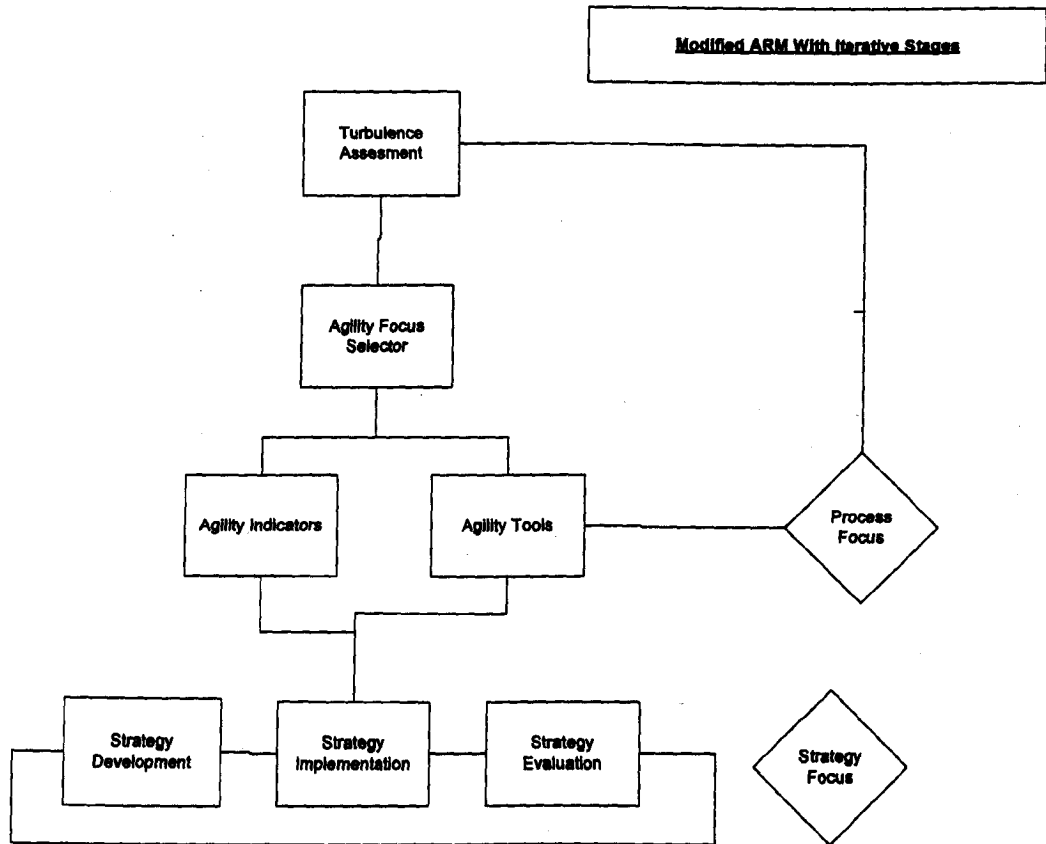 Modified ARM With Iterative Stages
Turbulence
Assesment
Agility Focus
Selector
Agility Indicators
Agility Tools
Process
Focus
Strategy
Development
Strategy
Implementation
Strategy
Evaluation
Strategy
Focus